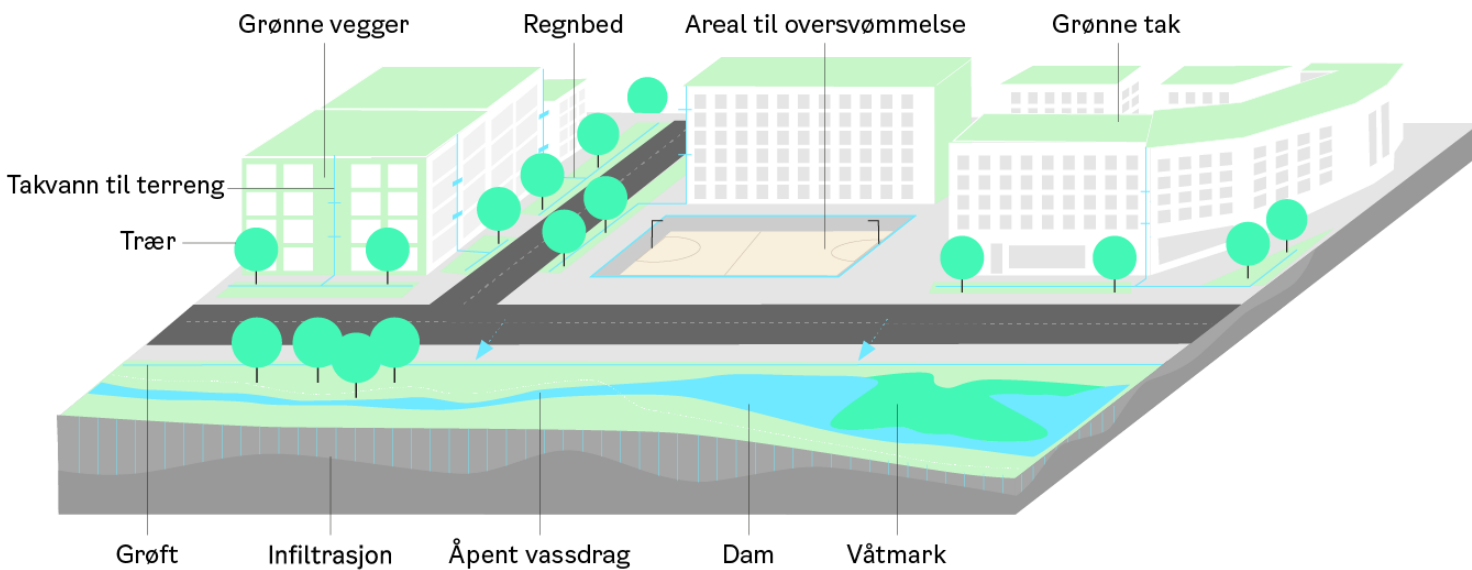 Grønne vegger
Regnbed
Areal til oversvømmelse
Grønne tak
Takvann til terreng
Trær
Grøft
Infiltrasjon
Åpent vassdrag
Dam
Våtmark